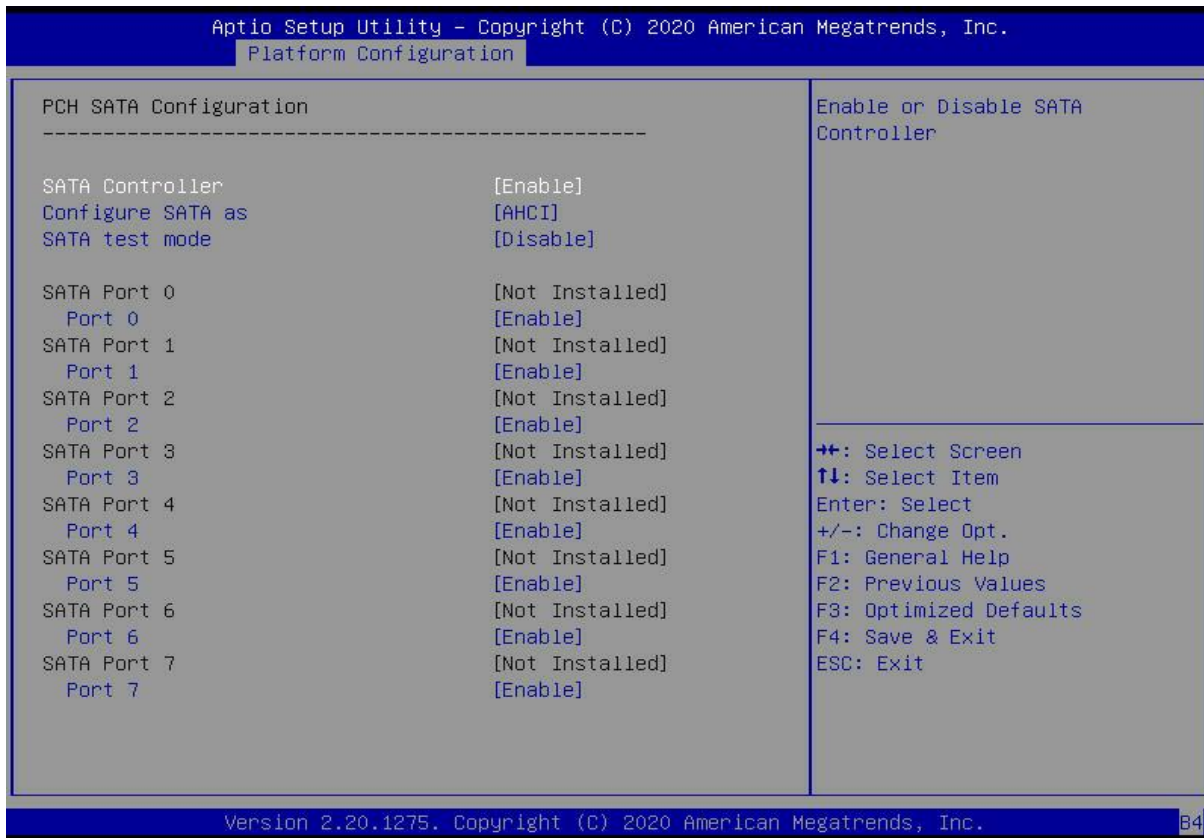 Aptio Setup Utility – Copyright (C) 2020 American Megatrends, Inc.
Platform Configuration
PCH SATA Configuration
--------------------------------------------------
SATA Controller [Enable]
Configure SATA as [AHCI]
SATA test mode [Disable]
SATA Port 0 [Not Installed]
Port 0 [Enable]
SATA Port 1 [Not Installed]
Port 1 [Enable]
SATA Port 2 [Not Installed]
Port 2 [Enable]
SATA Port 3 [Not Installed]
Port 3 [Enable]
SATA Port 4 [Not Installed]
Port 4 [Enable]
SATA Port 5 [Not Installed]
Port 5 [Enable]
SATA Port 6 [Not Installed]
Port 6 [Enable]
SATA Port 7 [Not Installed]
Port 7 [Enable]
Enable or Disable SATA
Controller
→←: Select Screen
↑↓: Select Item
Enter: Select
+/-: Change Opt.
F1: General Help
F2: Previous Values
F3: Optimized Defaults
F4: Save & Exit
ESC: Exit
Version 2.20.1275. Copyright (C) 2020 American Megatrends, Inc.
B4